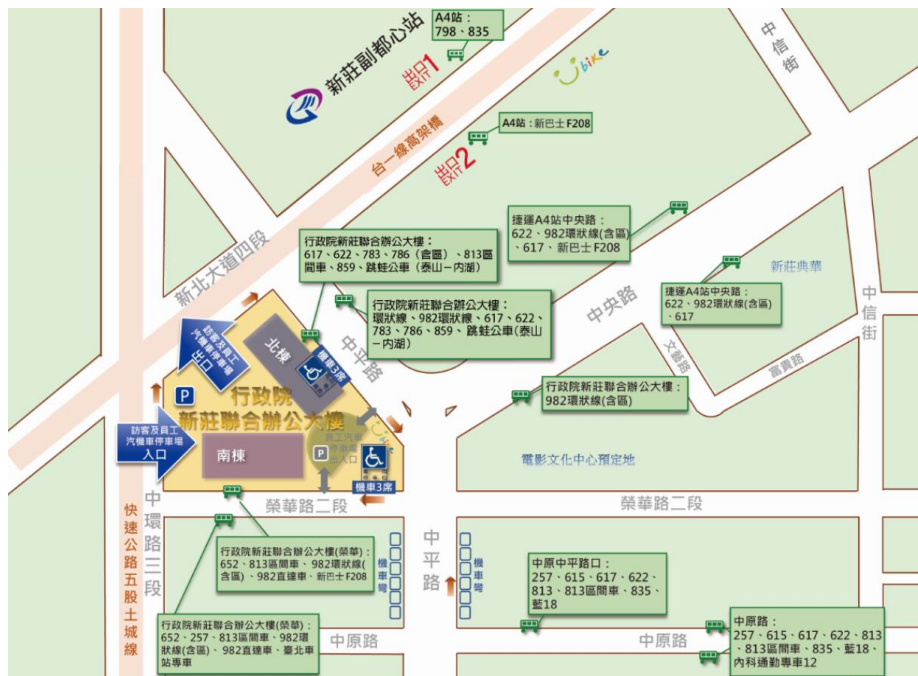 A4站：
798、835
新莊副都心站
出口1
EXIT
Ubike
中信街
台一線高架橋
出口2
EXIT
A4站：新巴士F208
捷運A4站中央路：
622、982環狀線(含區)
、617、新巴士F208
行政院新莊聯合辦公大樓：
617、622、783、786（含區）、813區
間車、859、跳蛙公車（泰山－內湖）
新北大道四段
捷運A4站中央路：
622、982環狀線(含區)
、617
新莊典華
行政院新莊聯合辦公大樓：
環狀線、982環狀線、617、622、
783、786、859、跳蛙公車(泰山
－內湖)
中央路
中信街
中平路
文藝路
富貴路
訪客及員工
汽機車停車場
出口
北棟
機車3席
P
行政院
新莊聯合辦公大樓
行政院新莊聯合辦公大樓：
982環狀線(含區)
訪客及員工
汽機車停車場
入口
南棟
Ubike
員工汽車
停車場
出入口
P
機車3席
電影文化中心預定地
榮華路二段
榮華路二段
中環路三段
快速公路五股土城線
行政院新莊聯合辦公大樓(榮華)：
652、813區間車、982環狀線(
含區)、982直達車、新巴士F208
機車彎
中平路
機車彎
中原中平路口：
257、615、617、622、
813、813區間車、835、
藍18
行政院新莊聯合辦公大樓(榮華)：
652、257、813區間車、982環
狀線(含區)、982直達車、臺北車
站專車
中原路
中原路
中原路：
257、615、617、622、813
、813區間車、835、藍18、
內科通勤專車12